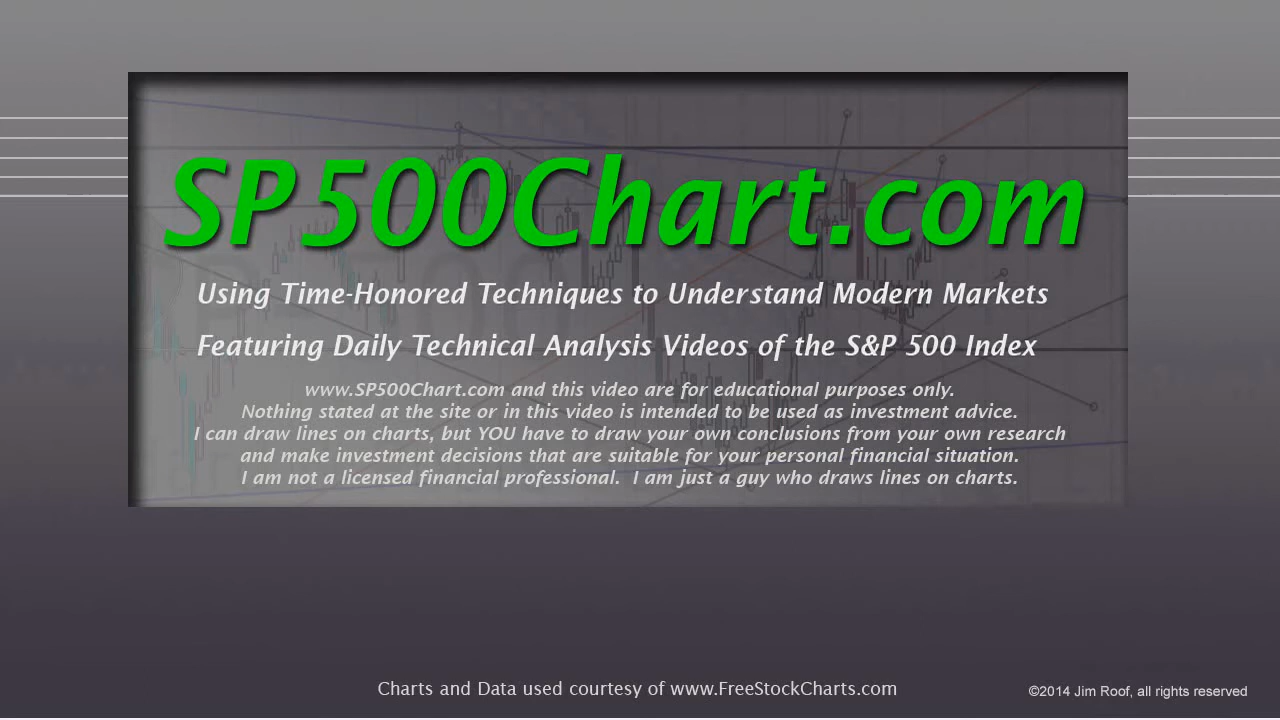 SP500Chart.com
Using Time-Honored Techniques to Understand Modern Markets
Featuring Daily Technical Analysis Videos of the S&P 500 Index
www.SP500Chart.com and this video are for educational purposes only.
Nothing stated at the site or in this video is intended to be used as investment advice.
I can draw lines on charts, but YOU have to draw your own conclusions from your own research
and make investment decisions that are suitable for your personal financial situation.
I am not a licensed financial professional.  I am just a guy who draws lines on charts.
Charts and Data used courtesy of www.FreeStockCharts.com
©2014 Jim Roof, all rights reserved